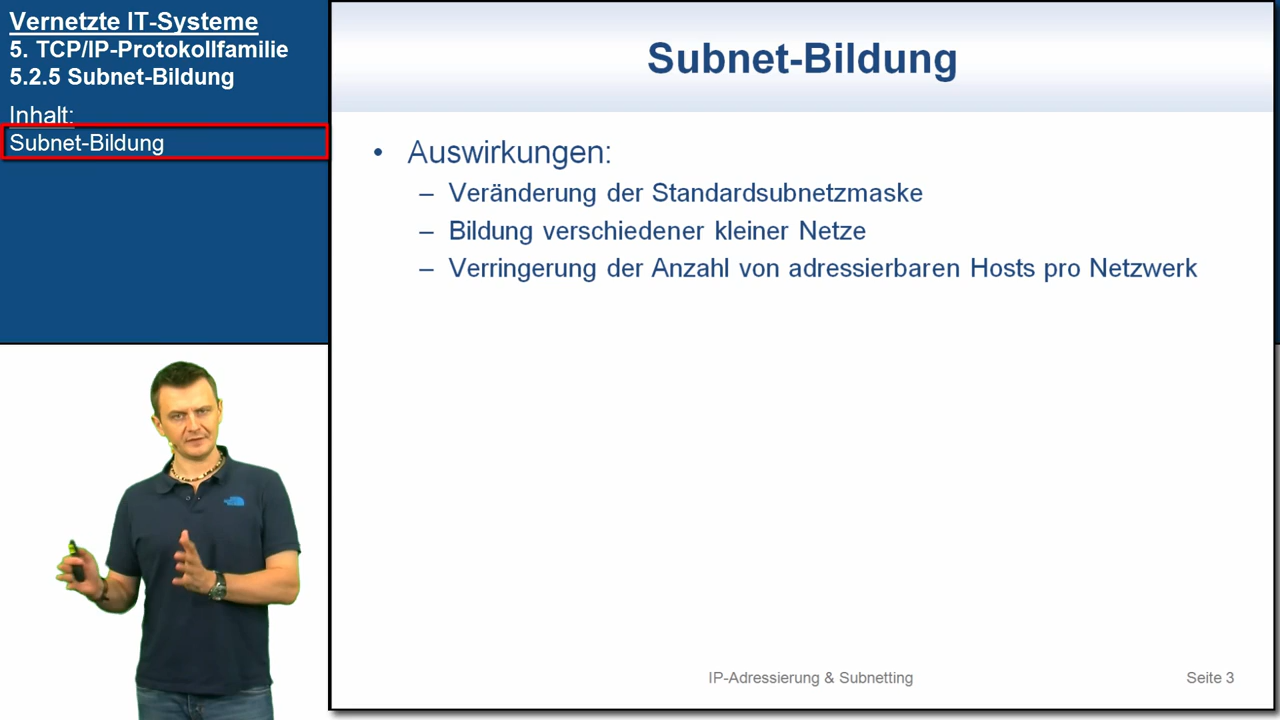 Vernetzte IT-Systeme
5. TCP/IP-Protokollfamilie
5.2.5 Subnet-Bildung
Inhalt:
Subnet-Bildung
Subnet-Bildung
• Auswirkungen:
– Veränderung der Standardsubnetzmaske
– Bildung verschiedener kleiner Netze
– Verringerung der Anzahl von adressierbaren Hosts pro Netzwerk
IP-Adressierung & Subnetting
Seite 3